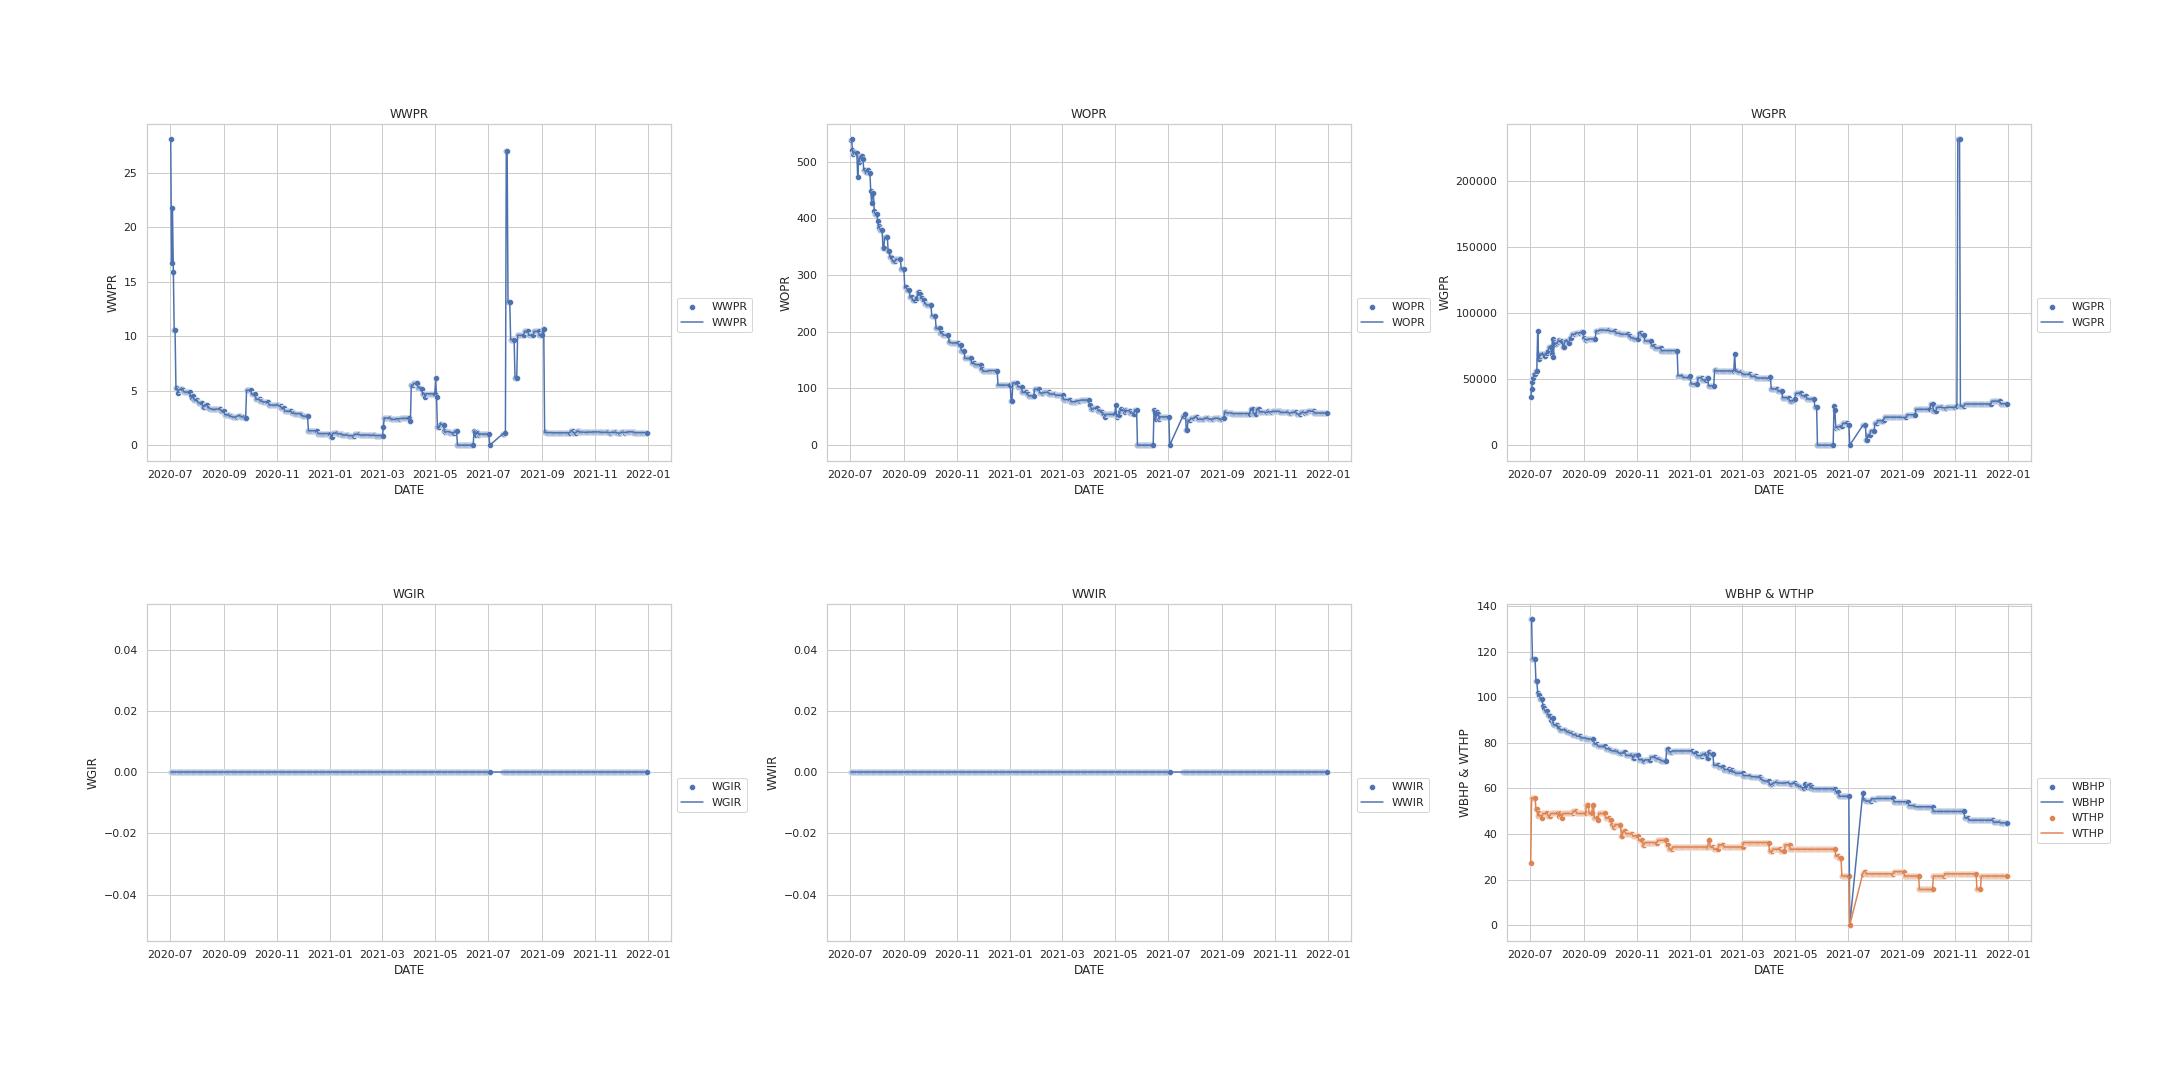 WWPR
WWPR
25
20
15
10
5
0
2020-07 2020-09 2020-11 2021-01 2021-03 2021-05 2021-07 2021-09 2021-11 2022-01
DATE
WWPR
WWPR
WOPR
WOPR
500
400
300
200
100
0
2020-07 2020-09 2020-11 2021-01 2021-03 2021-05 2021-07 2021-09 2021-11 2022-01
DATE
WOPR
WOPR
WGPR
WGPR
200000
150000
100000
50000
0
2020-07 2020-09 2020-11 2021-01 2021-03 2021-05 2021-07 2021-09 2021-11 2022-01
DATE
WGPR
WGPR
WGIR
WGIR
0.04
0.02
0.00
−0.02
−0.04
2020-07 2020-09 2020-11 2021-01 2021-03 2021-05 2021-07 2021-09 2021-11 2022-01
DATE
WGIR
WGIR
WWIR
WWIR
0.04
0.02
0.00
−0.02
−0.04
2020-07 2020-09 2020-11 2021-01 2021-03 2021-05 2021-07 2021-09 2021-11 2022-01
DATE
WWIR
WWIR
WBHP & WTHP
WBHP & WTHP
140
120
100
80
60
40
20
0
2020-07 2020-09 2020-11 2021-01 2021-03 2021-05 2021-07 2021-09 2021-11 2022-01
DATE
WBHP
WBHP
WTHP
WTHP